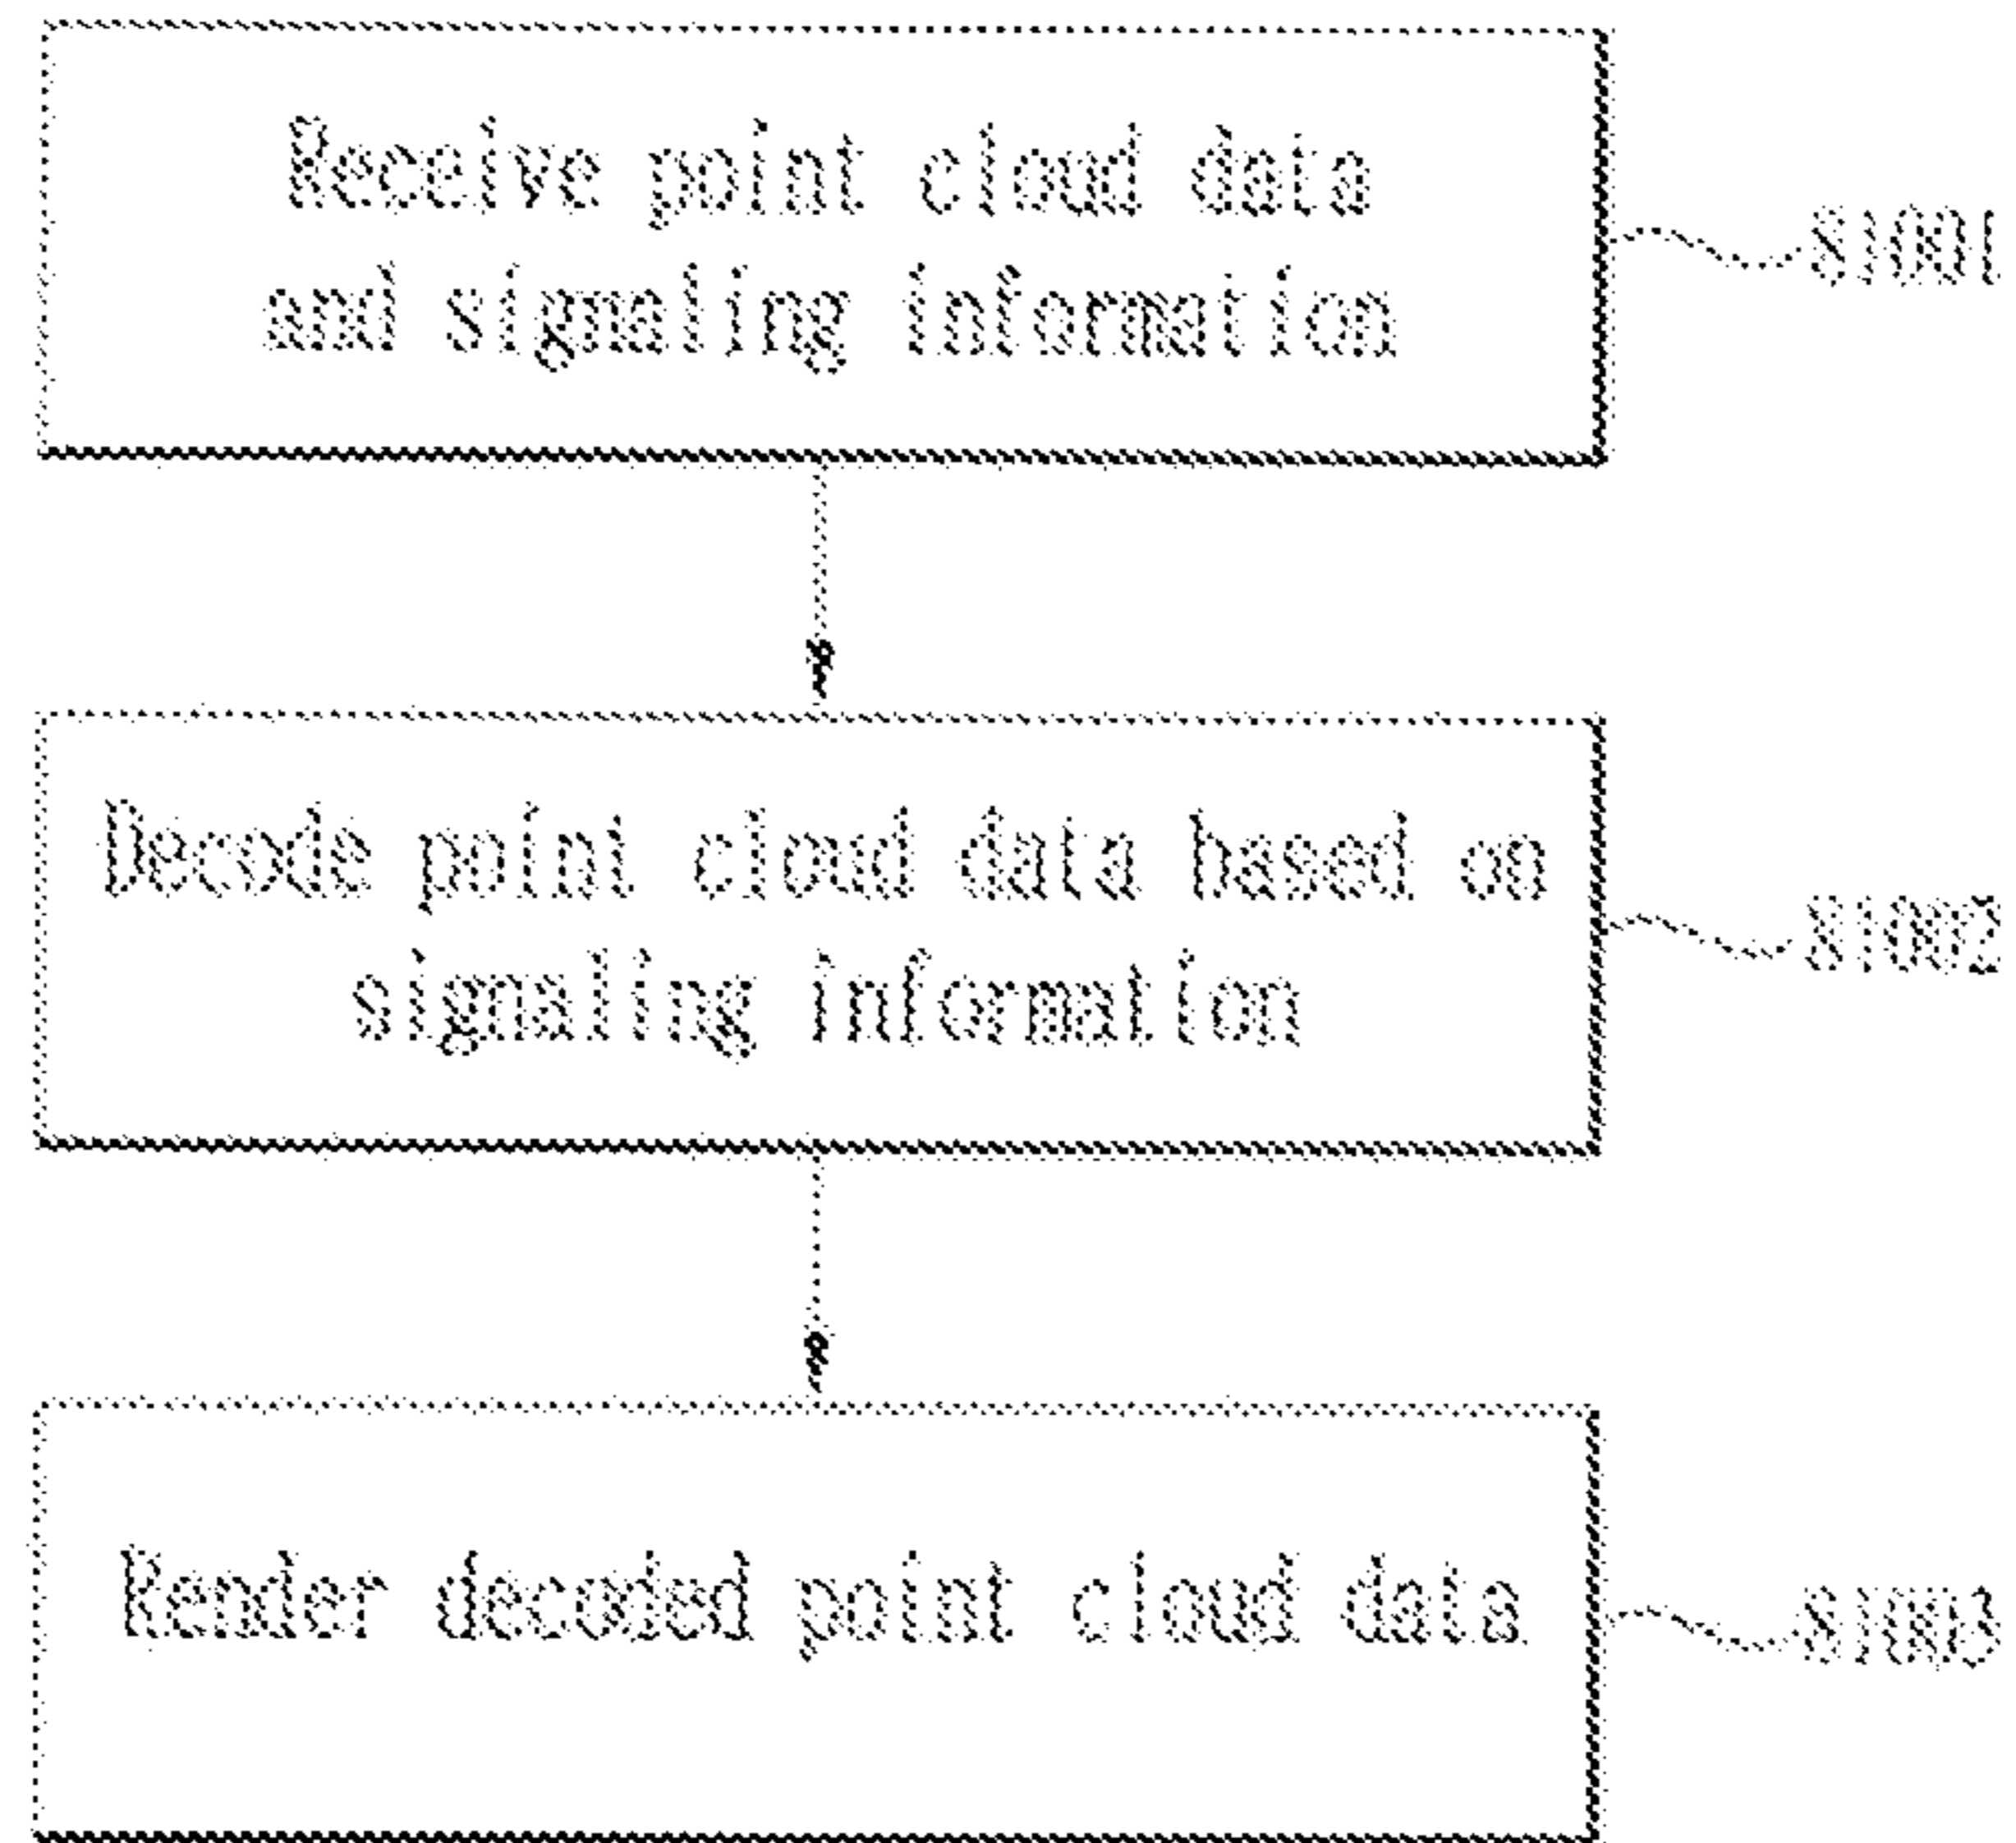 Receive point cloud data
and signaling information
S1001
Decode point cloud data based on
signaling information
S1002
Render decoded point cloud data
S1003